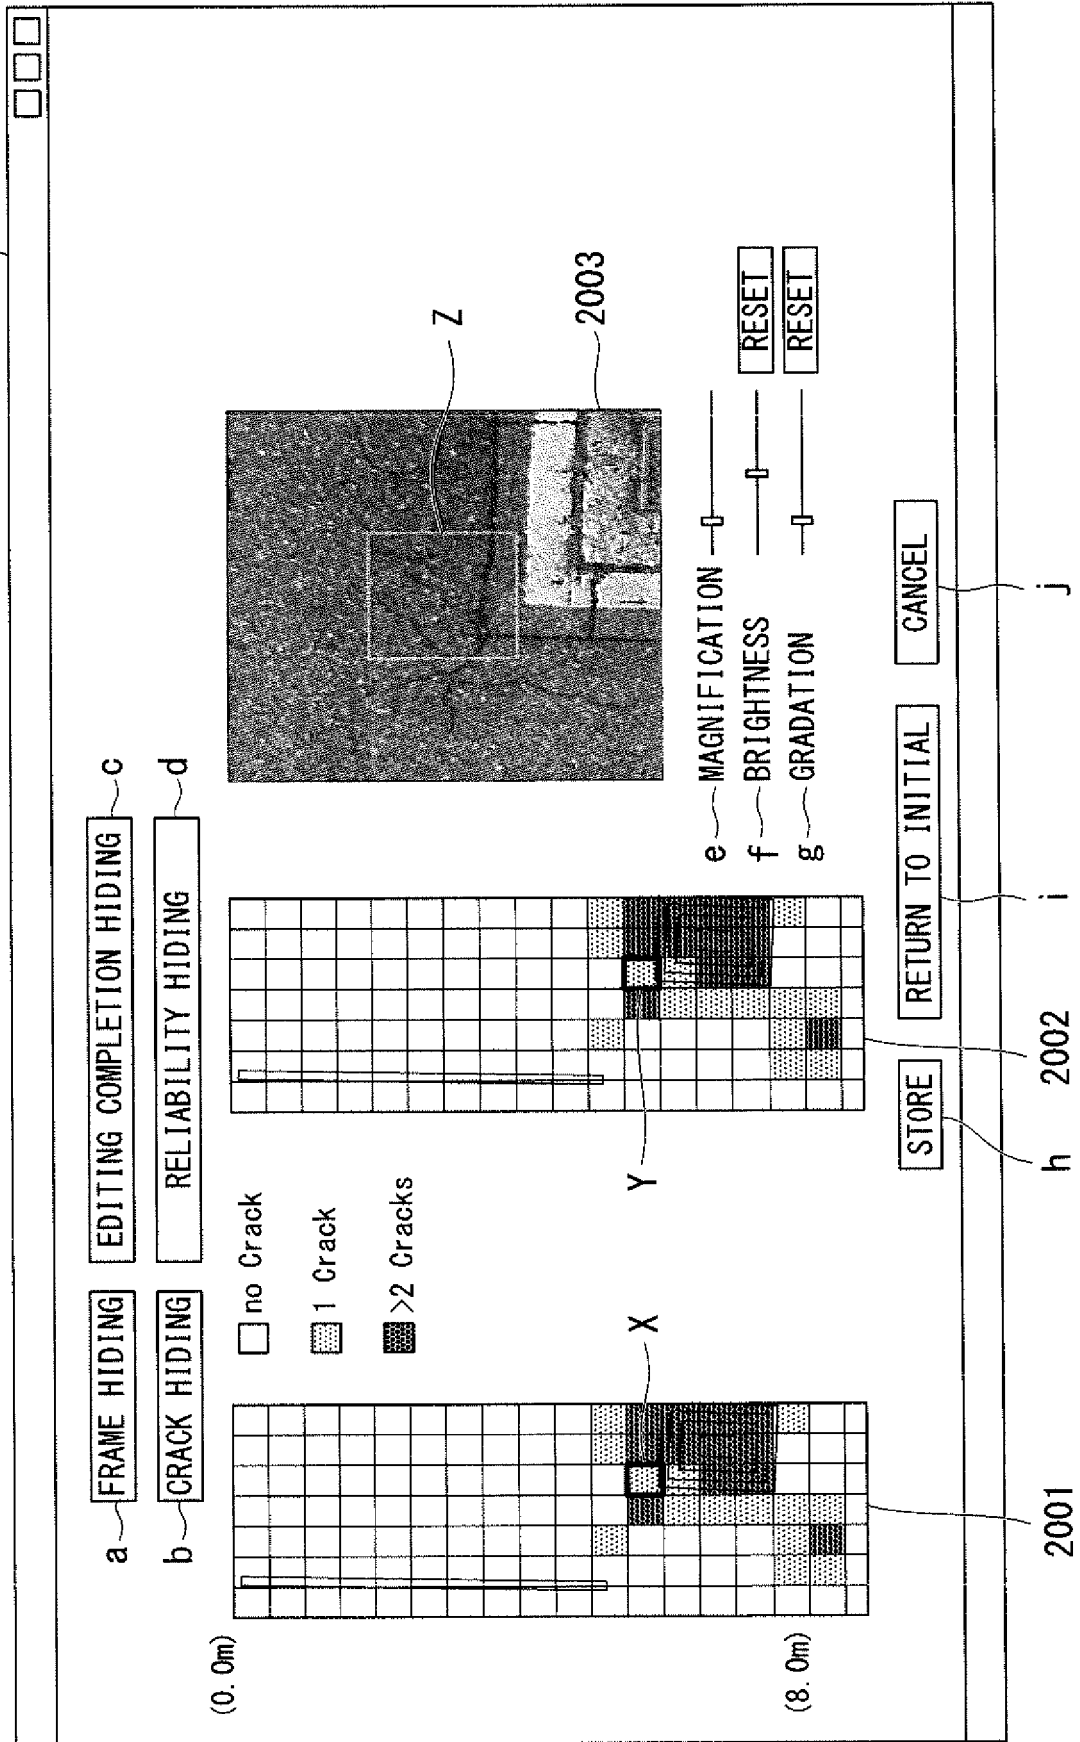 a FRAME HIDING
EDITING COMPLETION HIDING c
b CRACK HIDING
RELIABILITY HIDING d
(0.0m)
no Crack
1 Crack
>2 Cracks
X
Y
Z
2003
(8.0m)
e MAGNIFICATION
f BRIGHTNESS RESET
g GRADATION RESET
STORE
RETURN TO INITIAL
CANCEL
2001
h
2002
i
j